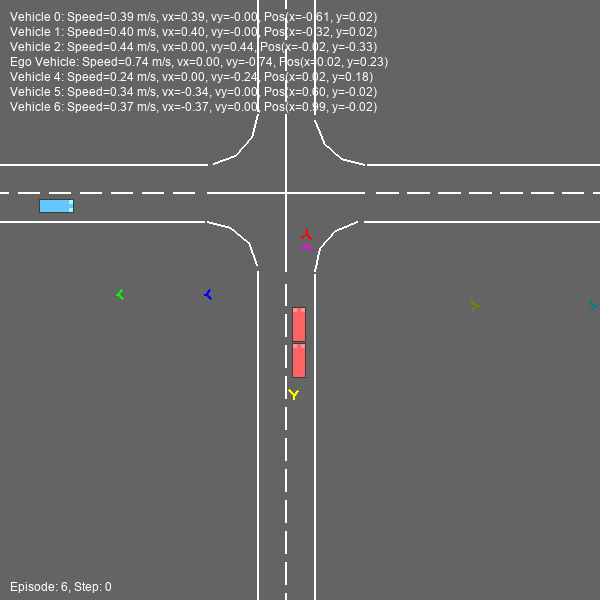 Vehicle 0: Speed=0.39 m/s, vx=0.39, vy=-0.00, Pos(x=-0.61, y=0.02)
Vehicle 1: Speed=0.40 m/s, vx=0.40, vy=-0.00, Pos(x=-0.32, y=0.02)
Vehicle 2: Speed=0.44 m/s, vx=0.00, vy=0.44, Pos(x=-0.02, y=-0.33)
Ego Vehicle: Speed=0.74 m/s, vx=0.00, vy=-0.74, Pos(x=0.02, y=0.23)
Vehicle 4: Speed=0.24 m/s, vx=0.00, vy=-0.24, Pos(x=0.02, y=0.18)
Vehicle 5: Speed=0.34 m/s, vx=-0.34, vy=0.00, Pos(x=0.60, y=-0.02)
Vehicle 6: Speed=0.37 m/s, vx=-0.37, vy=0.00, Pos(x=0.99, y=-0.02)
Episode: 6, Step: 0